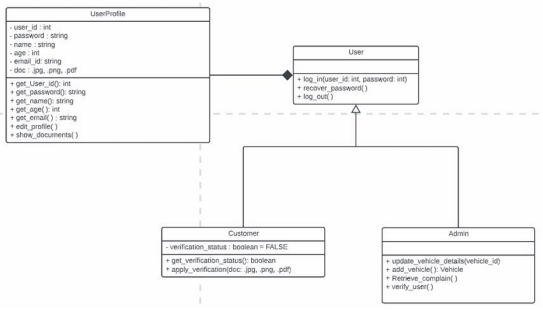 UserProfile
- user_id : int
- password : string
- name : string
- age : int
- email_id: string
- doc : .jpg, .png, .pdf
+ get_User_id(): int
+ get_password(): string
+ get_name(): string
+ get_age( ): int
+ get_email( ) : string
+ edit_profile( )
+ show_documents( )
User
+ log_in(user_id: int, password: int)
+ recover_password( )
+ log_out( )
Customer
- verification_status : boolean = FALSE
+ get_verification_status(): boolean
+ apply_verification(doc: .jpg, .png, .pdf)
Admin
+ update_vehicle_details(vehicle_id)
+ add_vehicle( ): Vehicle
+ Retrieve_complain( )
+ verify_user( )